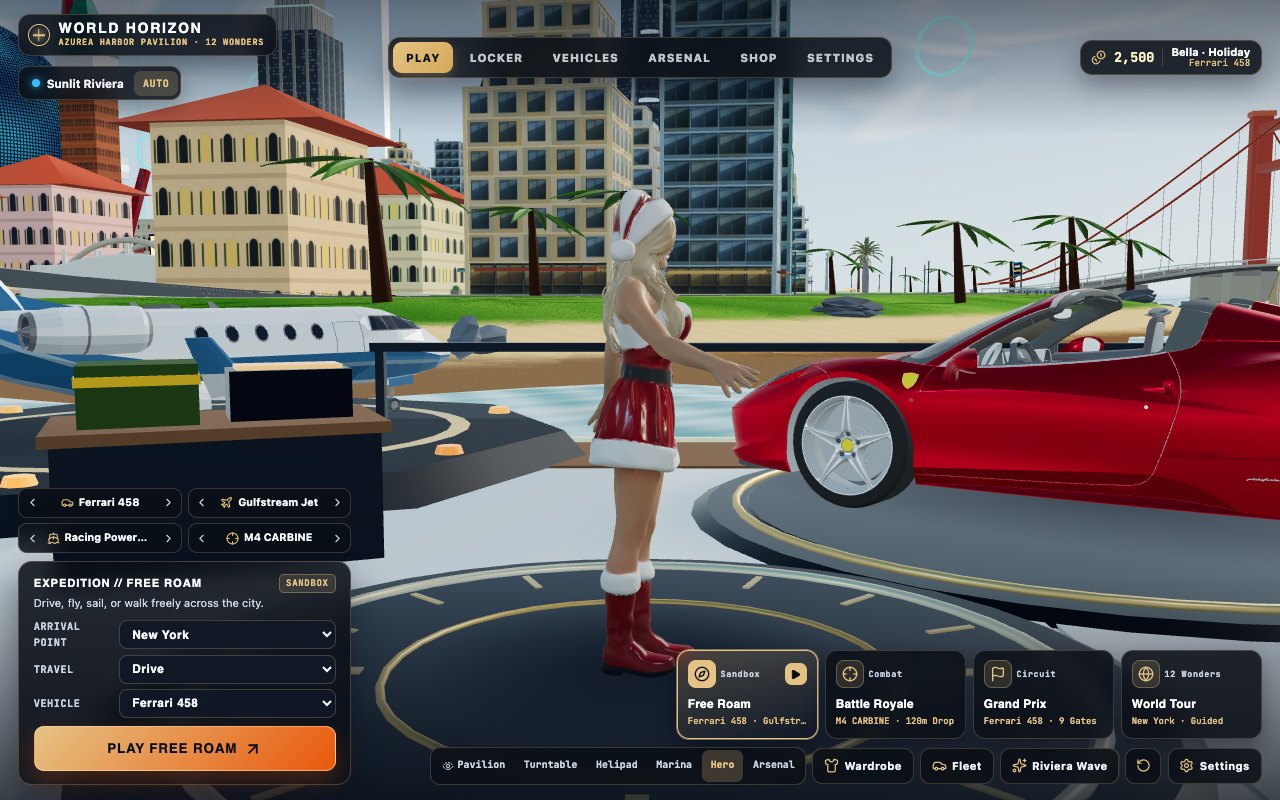 WORLD HORIZON
AZUREA HARBOR PAVILION · 12 WONDERS
Sunlit Riviera
AUTO
PLAY
LOCKER
VEHICLES
ARSENAL
SHOP
SETTINGS
2,500
Bella · Holiday
Ferrari 458
Ferrari 458
Gulfstream Jet
Racing Power...
M4 CARBINE
EXPEDITION // FREE ROAM
SANDBOX
Drive, fly, sail, or walk freely across the city.
ARRIVAL
POINT
New York
TRAVEL
Drive
VEHICLE
Ferrari 458
PLAY FREE ROAM
Sandbox
Free Roam
Ferrari 458 · Gulfstr…
Combat
Battle Royale
M4 CARBINE · 120m Drop
Circuit
Grand Prix
Ferrari 458 · 9 Gates
12 Wonders
World Tour
New York · Guided
Pavilion
Turntable
Helipad
Marina
Hero
Arsenal
Wardrobe
Fleet
Riviera Wave
Settings